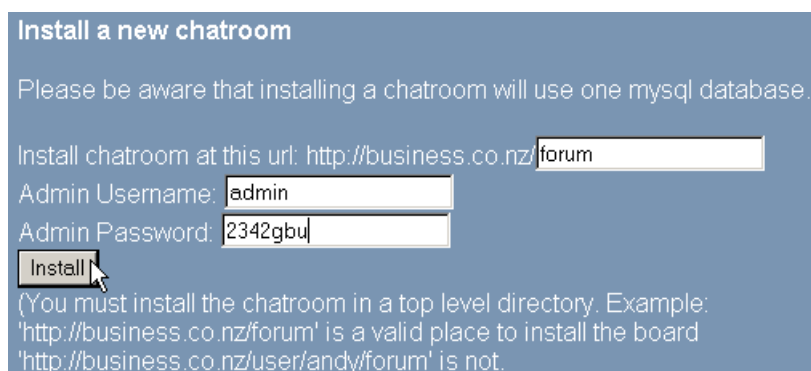 Install a new chatroom
Please be aware that installing a chatroom will use one mysql database.
Install chatroom at this url: http://business.co.nz/forum
Admin Username: admin
Admin Password: 2342gbu
Install
(You must install the chatroom in a top level directory. Example:
'http://business.co.nz/forum' is a valid place to install the board
'http://business.co.nz/user/andy/forum' is not.